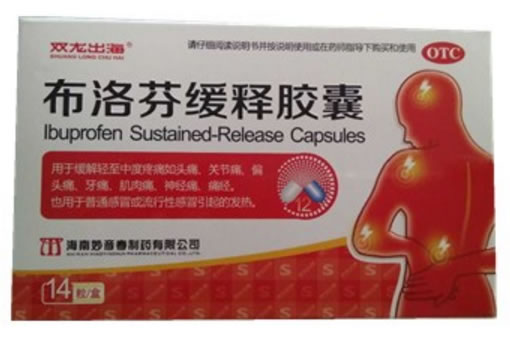 双龙出海®
SHUANG LONG CHU HAI
请仔细阅读说明书并按说明使用或在药师指导下购买和使用
OTC
布洛芬缓释胶囊
Ibuprofen Sustained-Release Capsules
用于缓解轻至中度疼痛如头痛、关节痛、偏
头痛、牙痛、肌肉痛、神经痛、痛经。
也用于普通感冒或流行性感冒引起的发热。
12
海南妙音春制药有限公司
14粒/盒